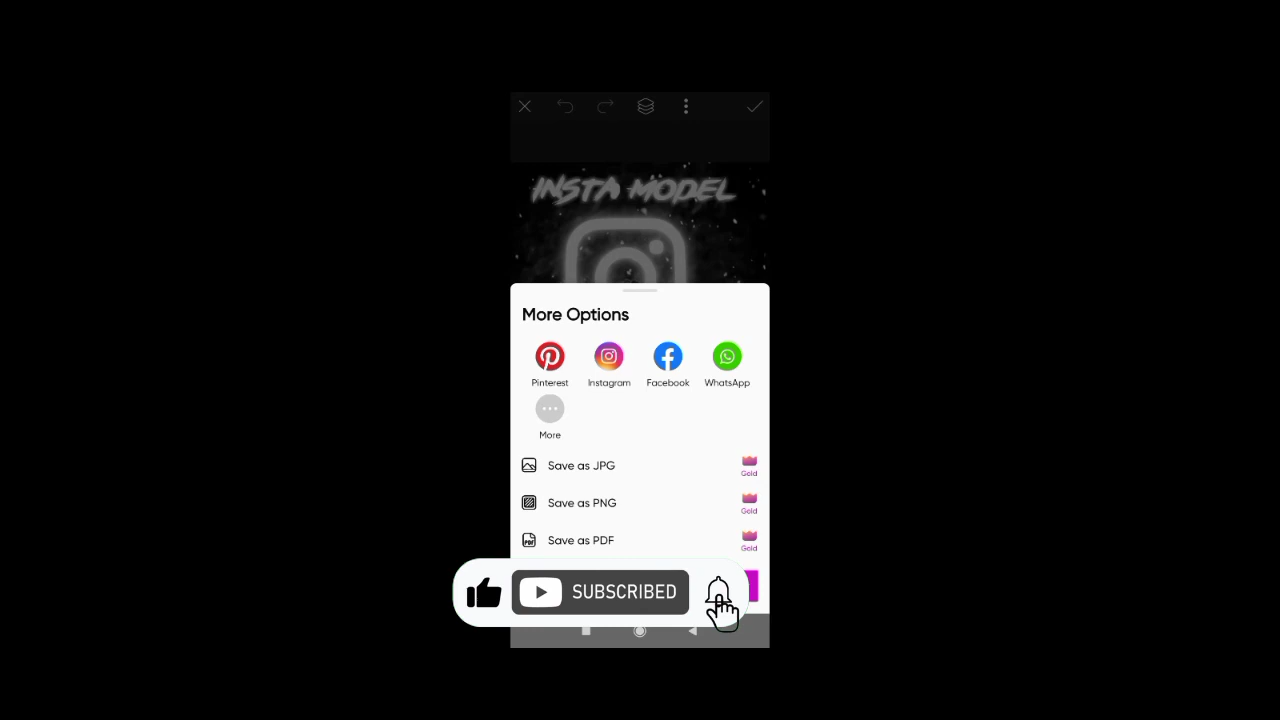 INSTA MODEL
More Options
Pinterest Instagram Facebook WhatsApp
More
Save as JPG Gold
Save as PNG Gold
Save as PDF Gold
PDF
SUBSCRIBED